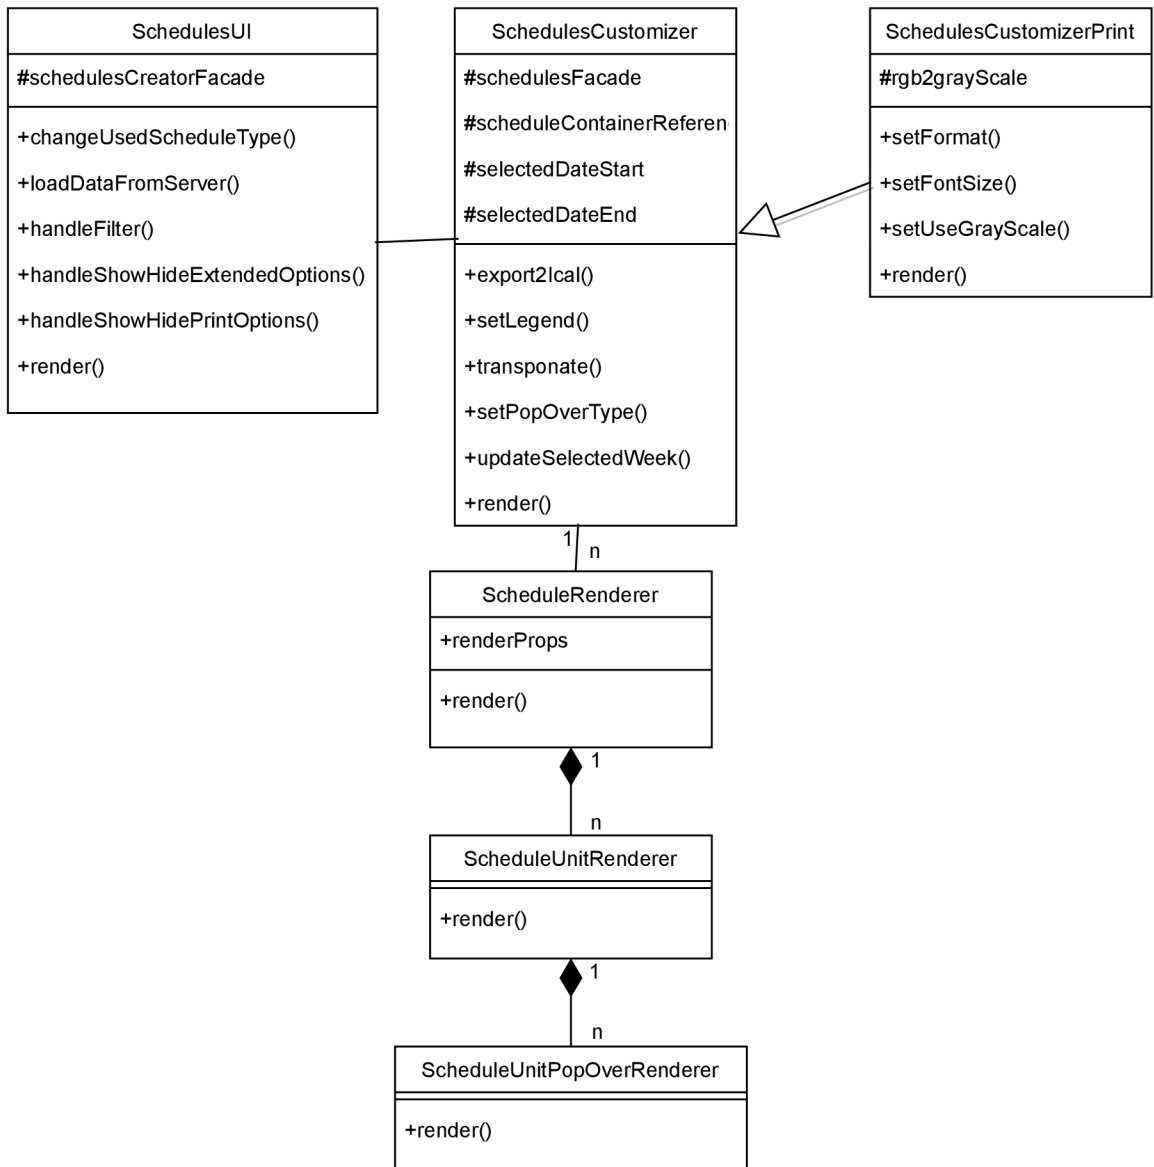 SchedulesUI
#schedulesCreatorFacade
+changeUsedScheduleType()
+loadDataFromServer()
+handleFilter()
+handleShowHideExtendedOptions()
+handleShowHidePrintOptions()
+render()
SchedulesCustomizer
#schedulesFacade
#scheduleContainerReferen
#selectedDateStart
#selectedDateEnd
+export2Ical()
+setLegend()
+transponate()
+setPopOverType()
+updateSelectedWeek()
+render()
SchedulesCustomizerPrint
#rgb2grayScale
+setFormat()
+setFontSize()
+setUseGrayScale()
+render()
1
n
ScheduleRenderer
+renderProps
+render()
1
n
ScheduleUnitRenderer
+render()
1
n
ScheduleUnitPopOverRenderer
+render()